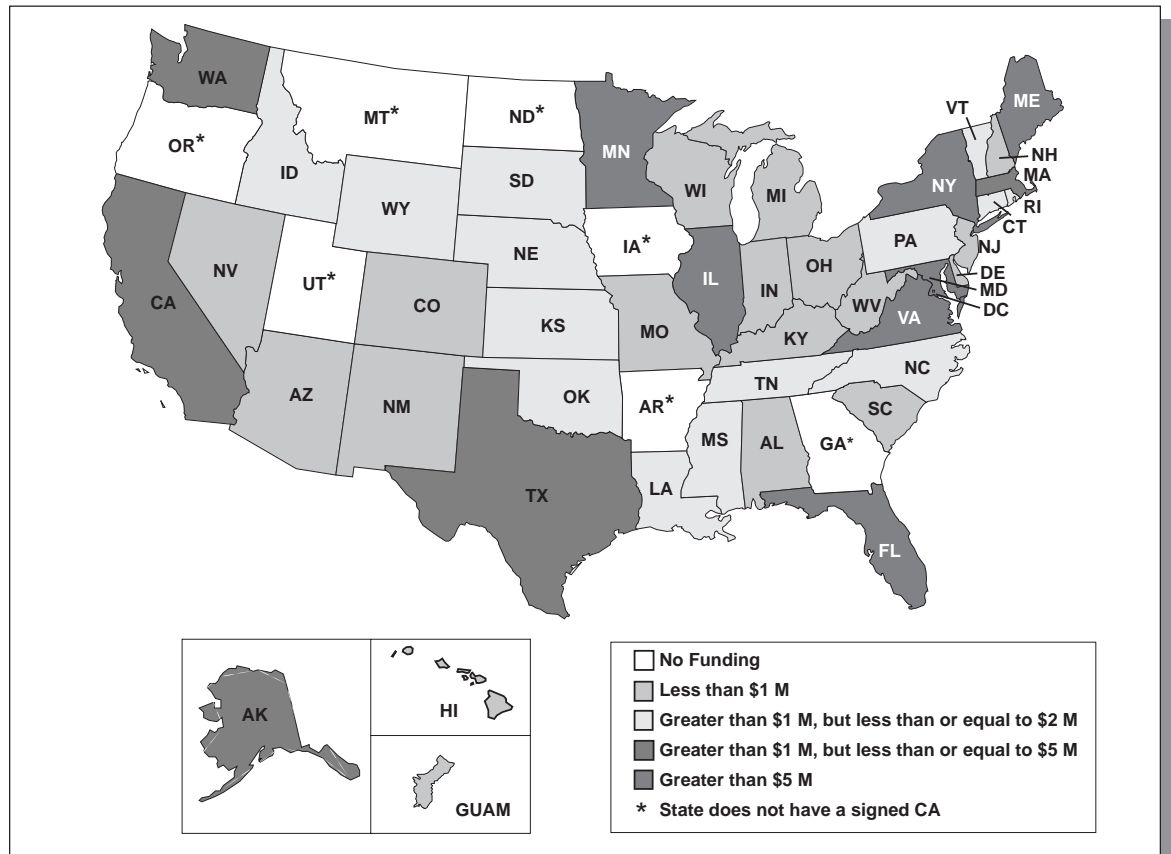 WA
MT*
ND*
OR*
ID
MN
ME
VT
NH
MA
NY
SD
WI
MI
WY
RI
CT
IA*
NE
PA
NJ
NV
UT*
OH
DE
MD
DC
CA
CO
IL
IN
WV
VA
KS
MO
KY
AZ
NM
OK
AR*
TN
NC
SC
MS
AL
GA*
TX
LA
FL
AK
HI
GUAM
No Funding
Less than $1 M
Greater than $1 M, but less than or equal to $2 M
Greater than $1 M, but less than or equal to $5 M
Greater than $5 M
* State does not have a signed CA